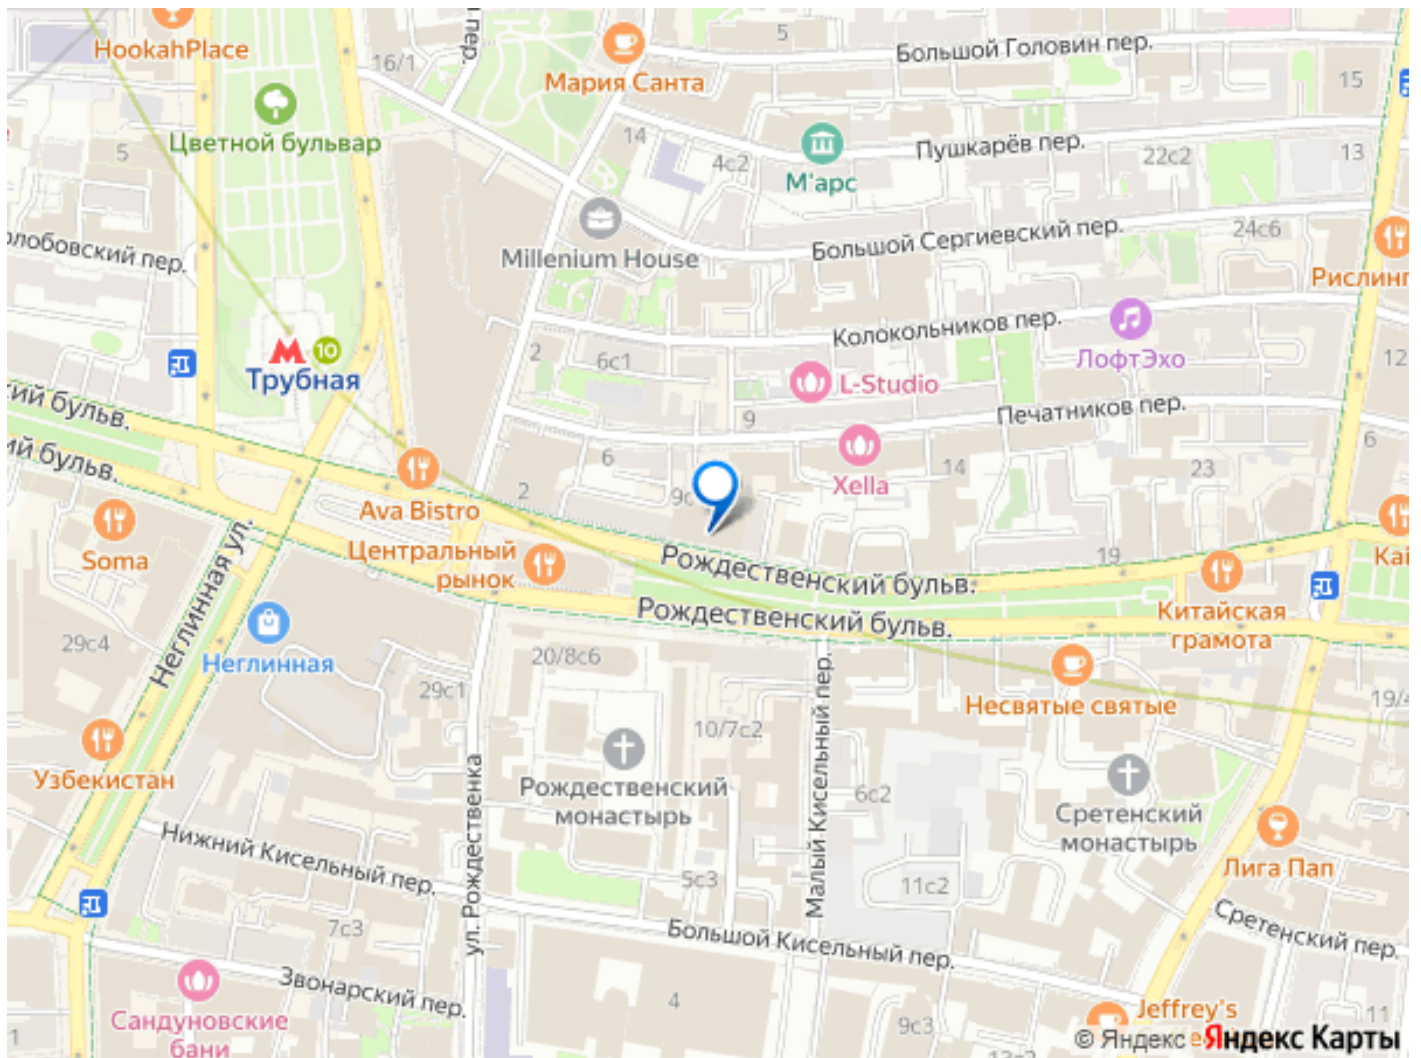 HookahPlace
16/1
Мария Санта
5
Большой Головин пер.
15
Цветной бульвар
5
14
4с2
М'арс
Пушкарёв пер.
22с2
13
Millenium House
Большой Сергиевский пер.
24с6
Колокольников пер.
ЛофтЭхо
12
10
Трубная
2
6с1
L-Studio
9
Печатников пер.
6
Xella
14
23
6
2
Ava Bistro
Soma
Центральный
рынок
Рождественский бульв.
19
Китайская
грамота
Рождественский бульв.
Неглинная ул.
29с4
Неглинная
20/8с6
29с1
Несвятые святые
10/7с2
Узбекистан
Рождественский
монастырь
ул. Рождественка
Малый Кисельный пер.
6с2
Сретенский
монастырь
Лига Пап
Нижний Кисельный пер.
5с3
11с2
7с3
Большой Кисельный пер.
Сретенский пер.
Звонарский пер.
Сандуновские
бани
4
9с3
Jeffrey's
© Яндекс
Яндекс Карты